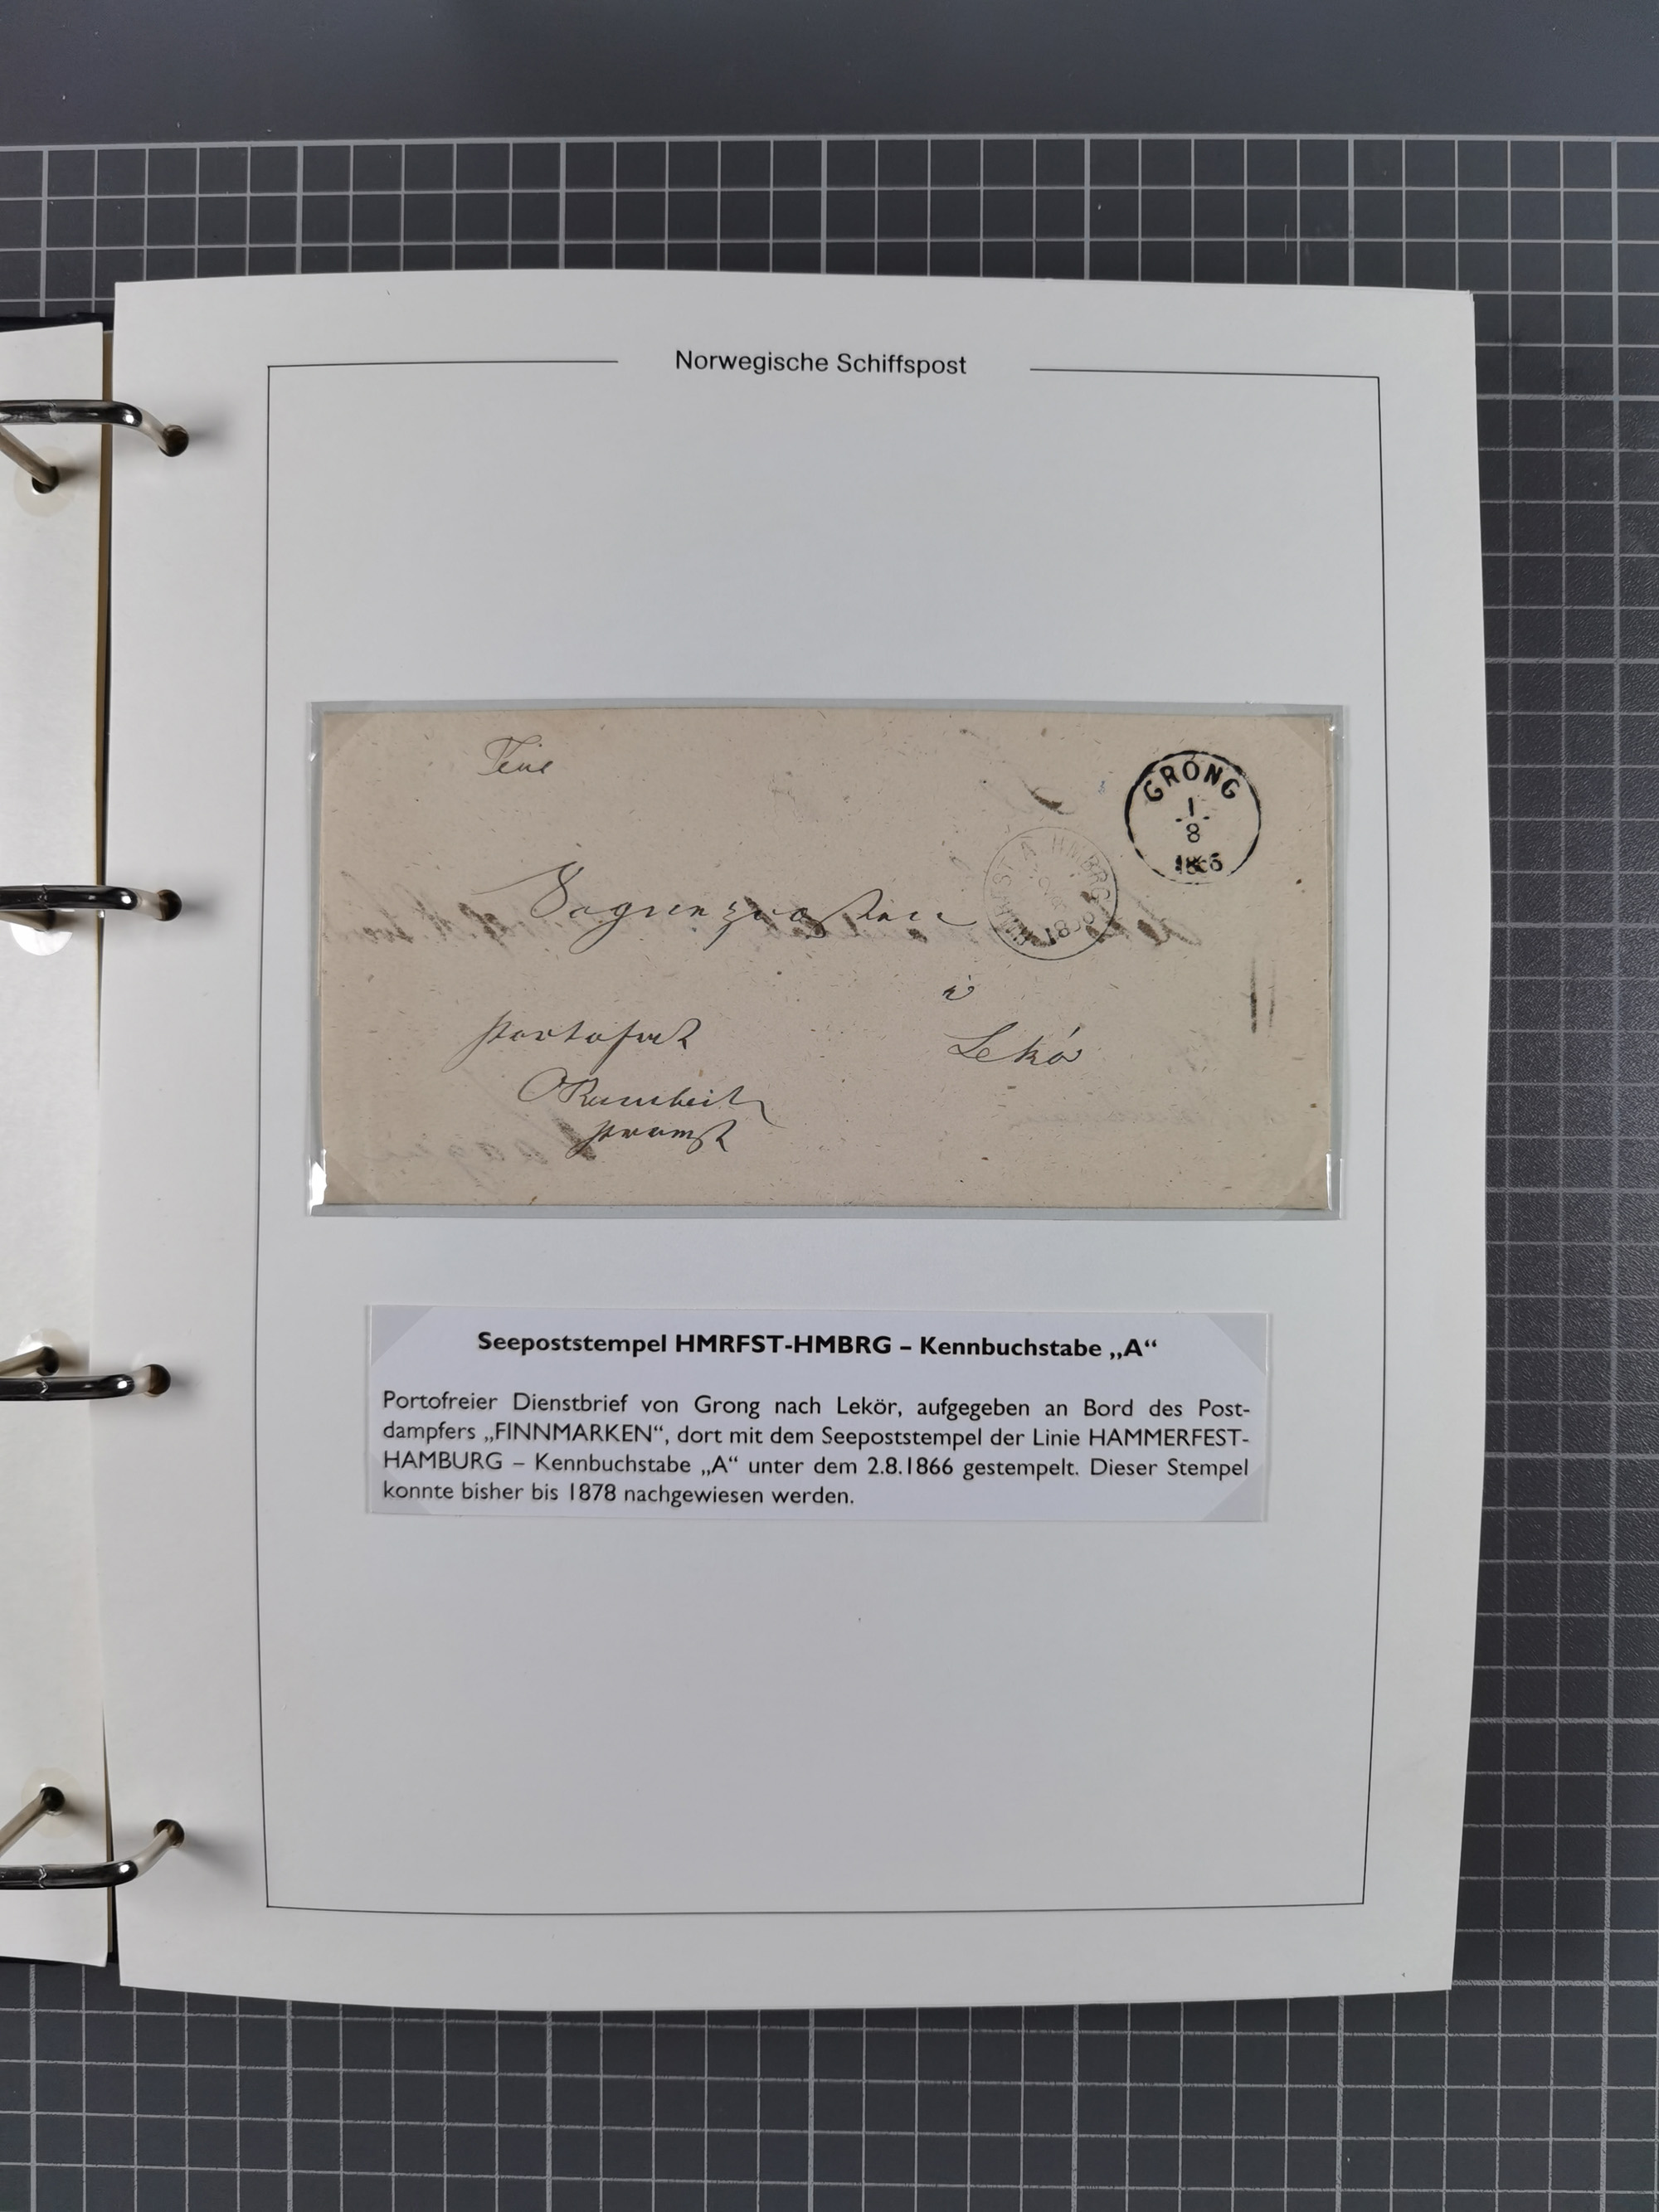 Norwegische Schiffspost
GRONG
1
8
1866
HMBRG
A
à
Lekö
Seepoststempel HMRFST-HMBRG – Kennbuchstabe „A“
Portofreier Dienstbrief von Grong nach Lekör, aufgegeben an Bord des Post-
dampfers „FINNMARKEN“, dort mit dem Seepoststempel der Linie HAMMERFEST-
HAMBURG – Kennbuchstabe „A“ unter dem 2.8.1866 gestempelt. Dieser Stempel
konnte bisher bis 1878 nachgewiesen werden.